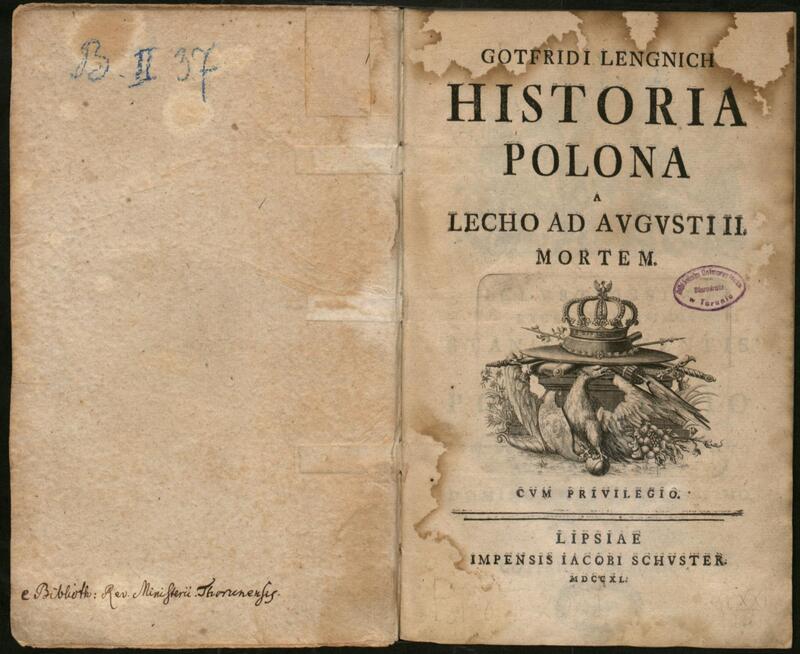 B. II 37
e Biblioth: Rev. Ministerii Thorunensis.
GOTFRIDI LENGNICH
HISTORIA
POLONA
A
LECHO AD AVGVSTI II.
MORTEM.
w Toruniu
CVM PRIVILEGIO.
LIPSIAE
IMPENSIS IACOBI SCHVSTER.
MDCCXL.